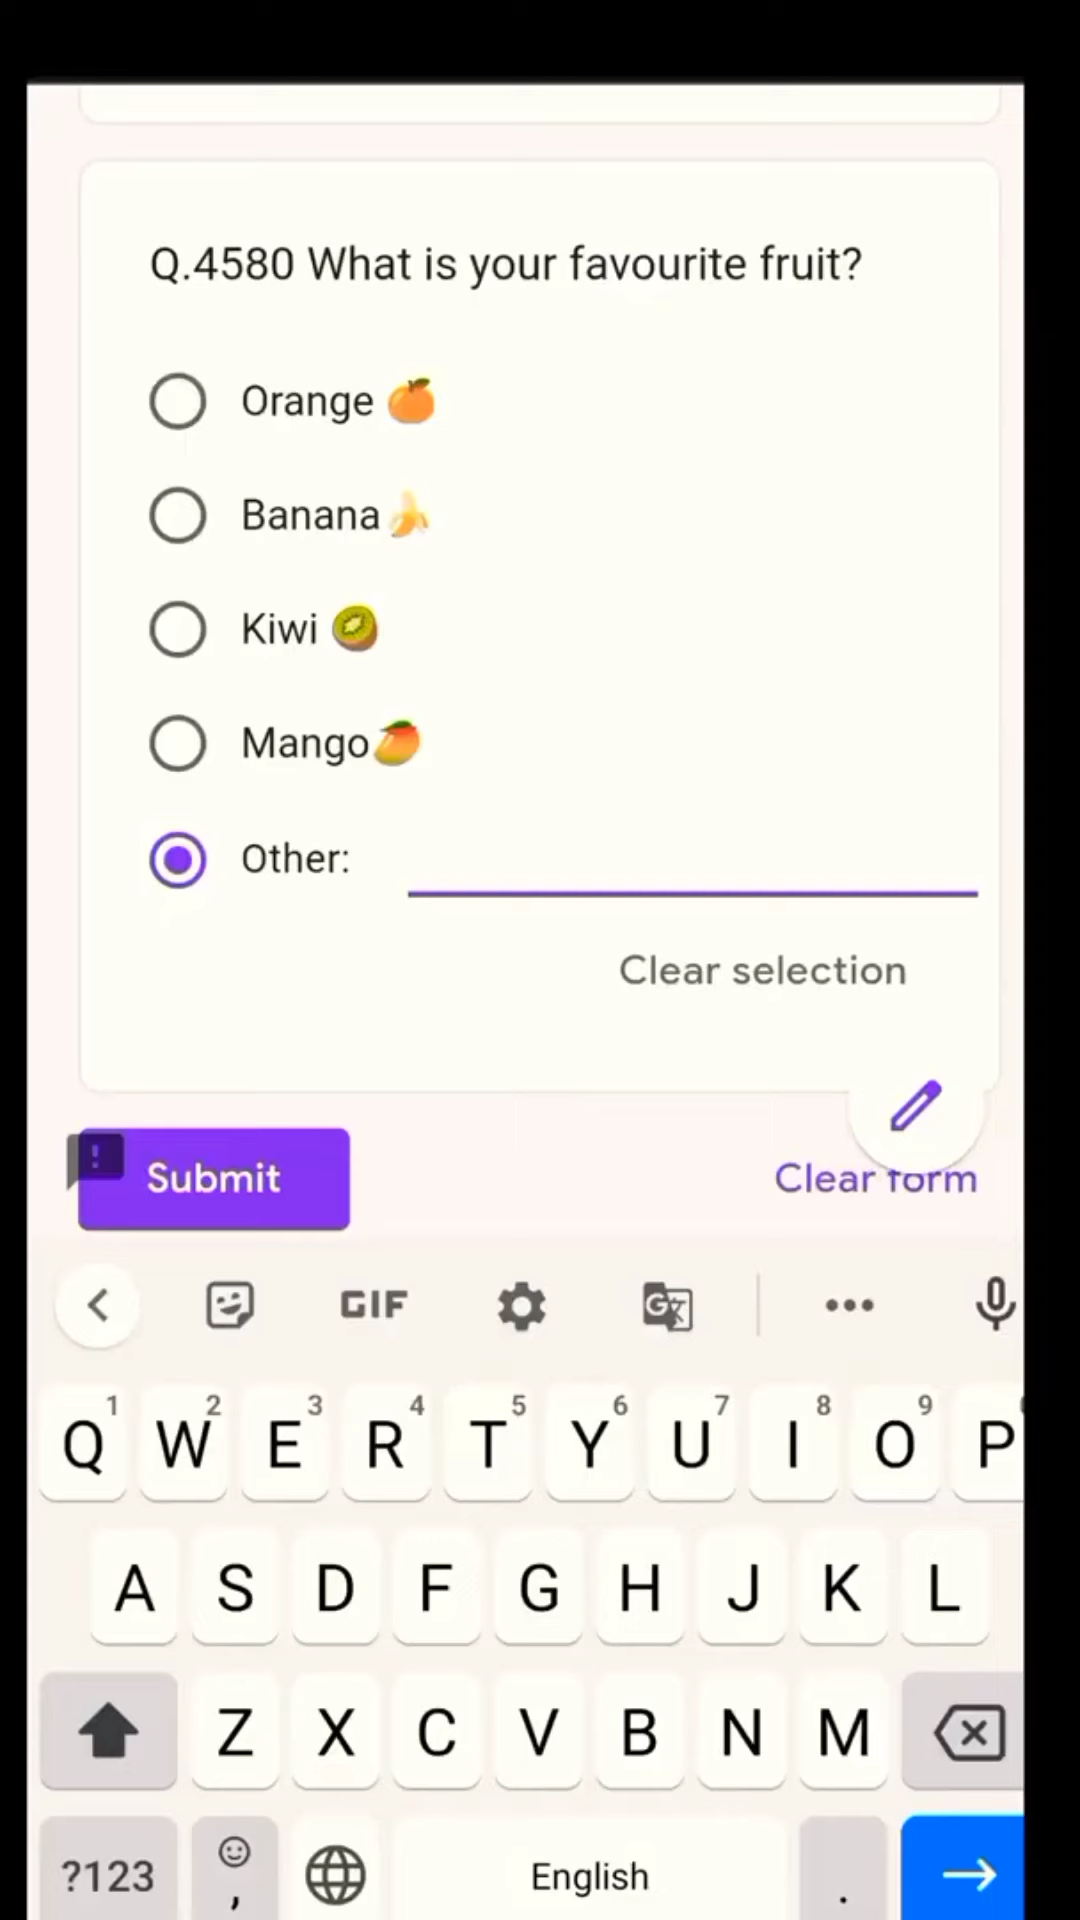 Q.4580 What is your favourite fruit?
Orange 🍊
Banana🍌
Kiwi 🥝
Mango🥭
Other:
Clear selection
Submit
Clear form
GIF
1 2 3 4 5 6 7 8 9
Q W E R T Y U I O P
A S D F G H J K L
Z X C V B N M
?123 , English .